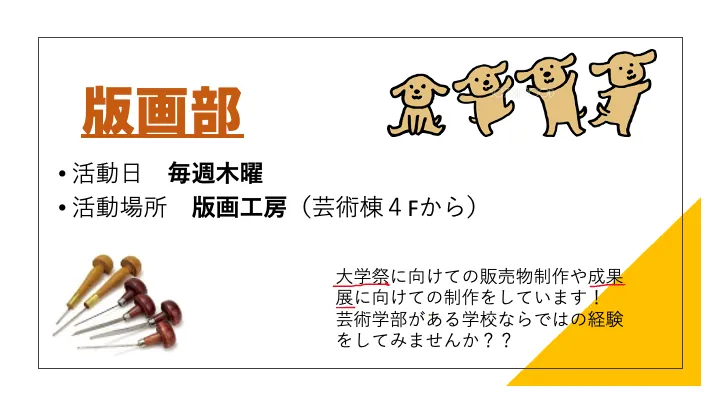 版画部
• 活動日　毎週木曜
• 活動場所　版画工房（芸術棟４Fから）
大学祭に向けての販売物制作や成果
展に向けての制作をしています！
芸術学部がある学校ならではの経験
をしてみませんか？？